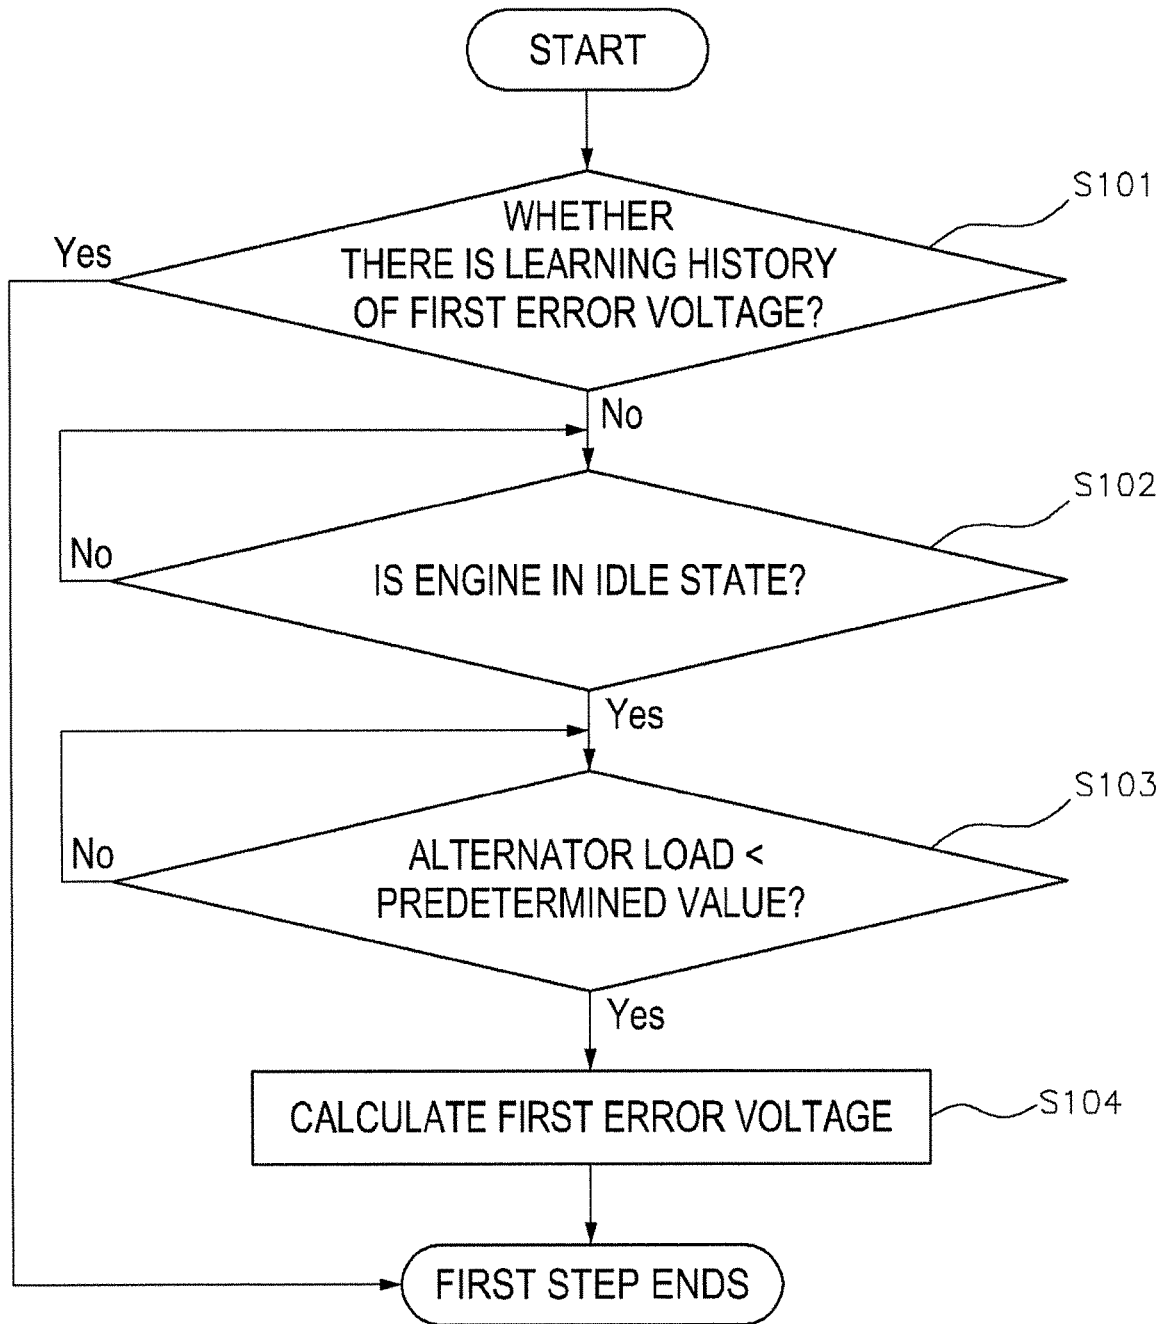 START
S101
WHETHER
THERE IS LEARNING HISTORY
OF FIRST ERROR VOLTAGE?
Yes
No
S102
IS ENGINE IN IDLE STATE?
No
Yes
S103
ALTERNATOR LOAD <
PREDETERMINED VALUE?
No
Yes
CALCULATE FIRST ERROR VOLTAGE
S104
FIRST STEP ENDS